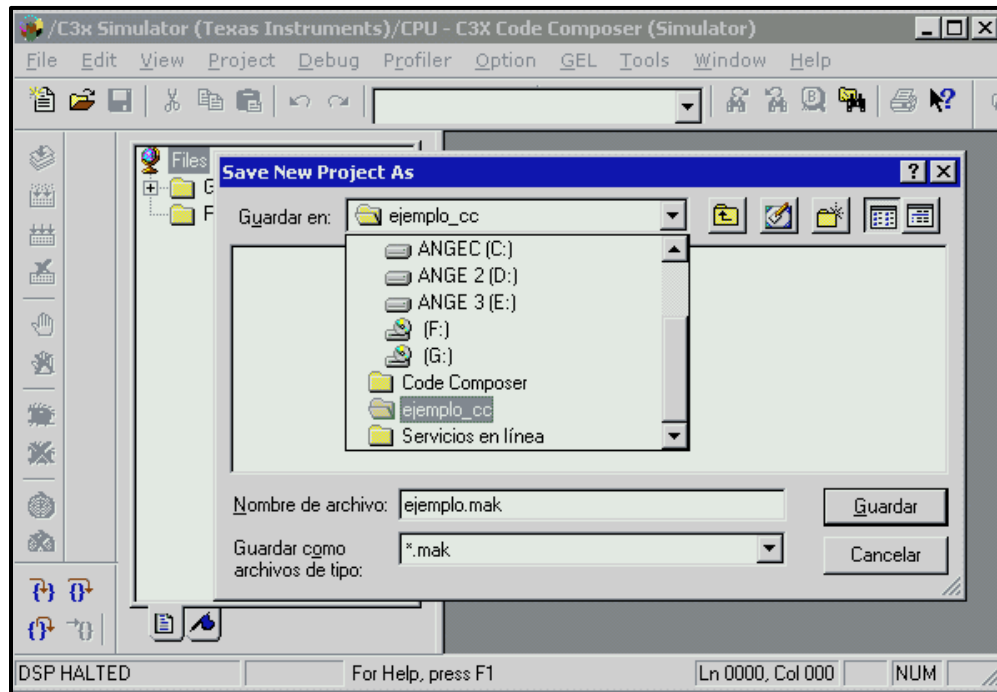 /C3x Simulator (Texas Instruments)/CPU - C3X Code Composer (Simulator)
File Edit View Project Debug Profiler Option GEL Tools Window Help
Files
G
F
Save New Project As
Guardar en: ejemplo_cc
ANGEC (C:)
ANGE 2 (D:)
ANGE 3 (E:)
(F:)
(G:)
Code Composer
ejemplo_cc
Servicios en línea
Nombre de archivo: ejemplo.mak Guardar
Guardar como archivos de tipo: *.mak Cancelar
DSP HALTED For Help, press F1 Ln 0000, Col 000 NUM